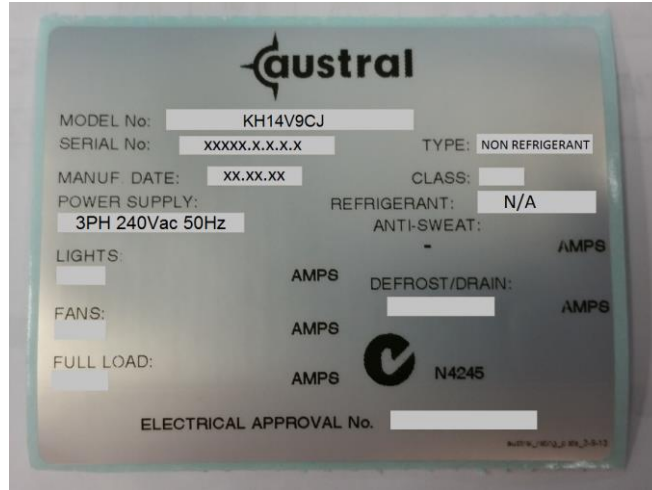 austral
MODEL No: KH14V9CJ
SERIAL No: xxxxx.x.x.x.x TYPE: NON REFRIGERANT
MANUF. DATE: xx.xx.xx CLASS:
POWER SUPPLY: REFRIGERANT: N/A
3PH 240Vac 50Hz ANTI-SWEAT:
- AMPS
LIGHTS:
AMPS DEFROST/DRAIN:
AMPS
FANS:
AMPS
FULL LOAD:
AMPS N4245
ELECTRICAL APPROVAL No.